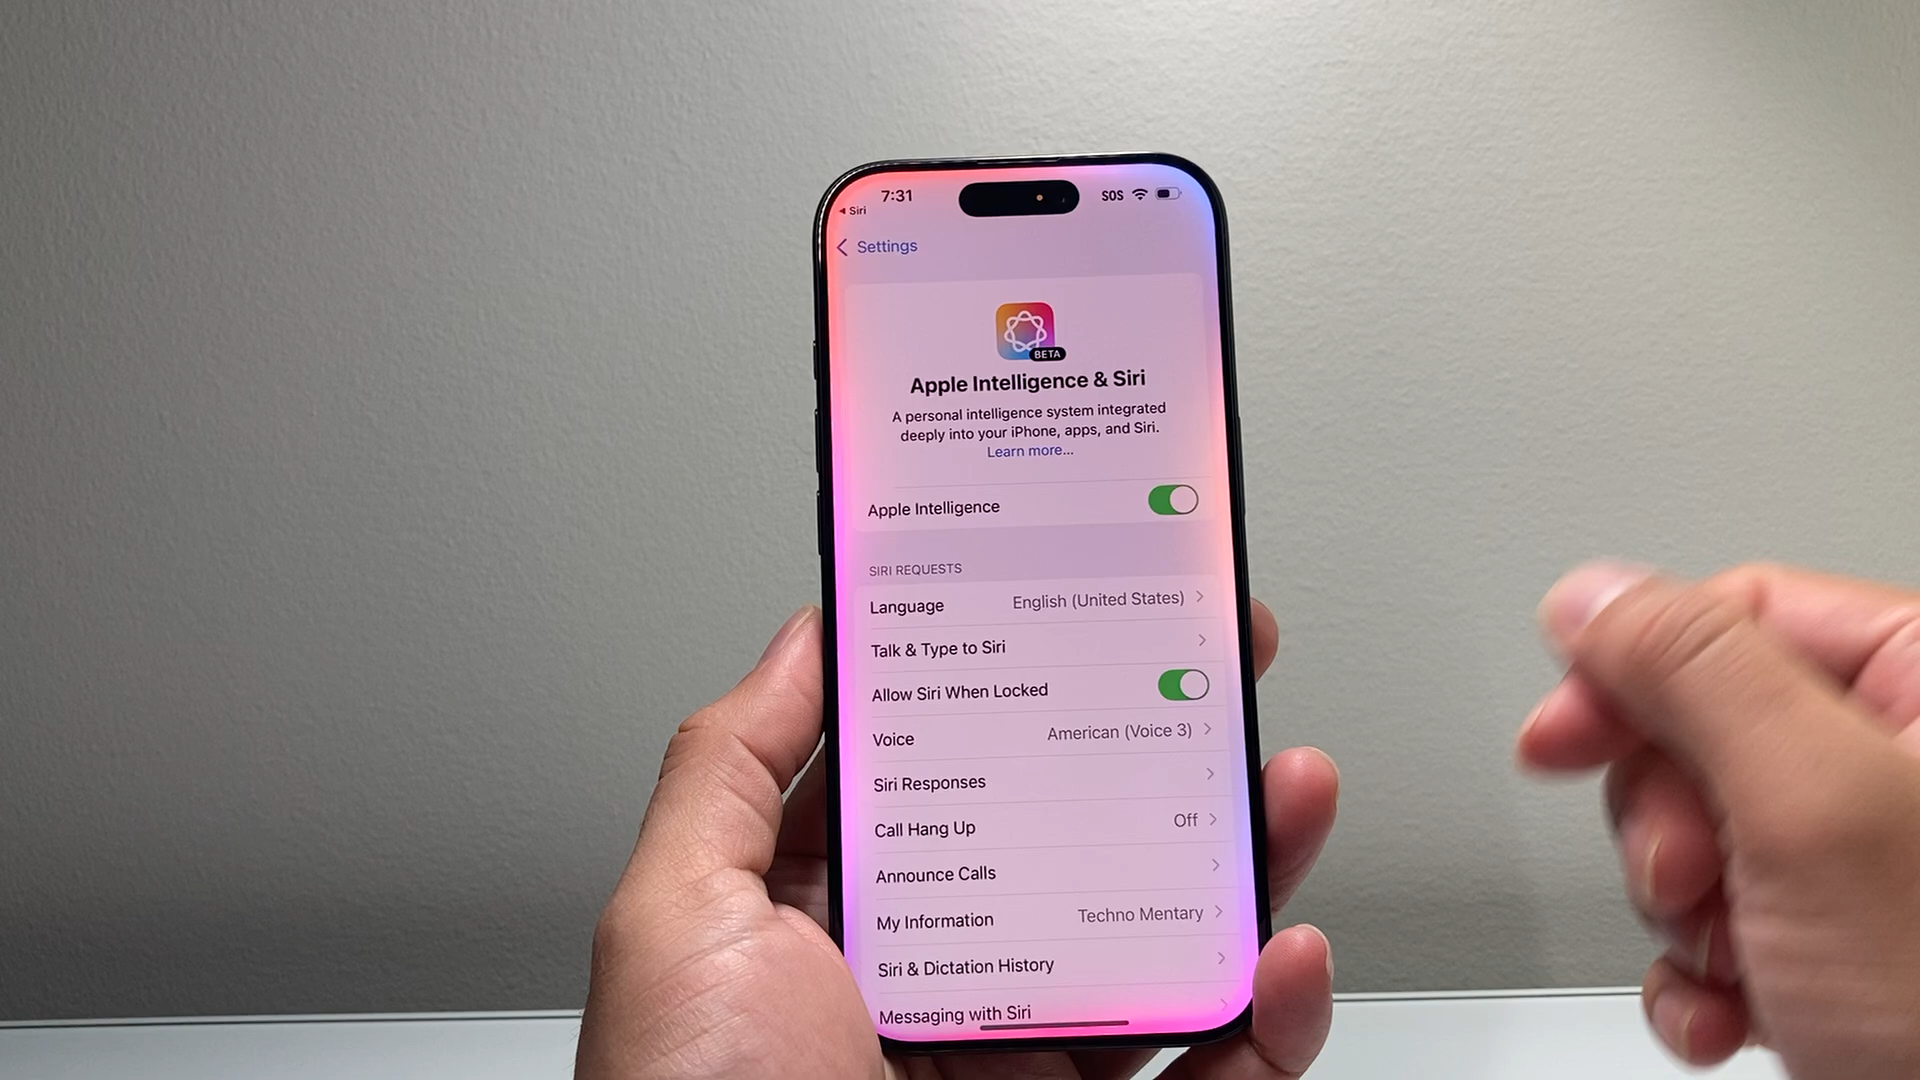 7:31
SOS
Siri
Settings
BETA
Apple Intelligence & Siri
A personal intelligence system integrated
deeply into your iPhone, apps, and Siri.
Learn more...
Apple Intelligence
SIRI REQUESTS
Language English (United States)
Talk & Type to Siri
Allow Siri When Locked
Voice American (Voice 3)
Siri Responses
Call Hang Up Off
Announce Calls
My Information Techno Mentary
Siri & Dictation History
Messaging with Siri